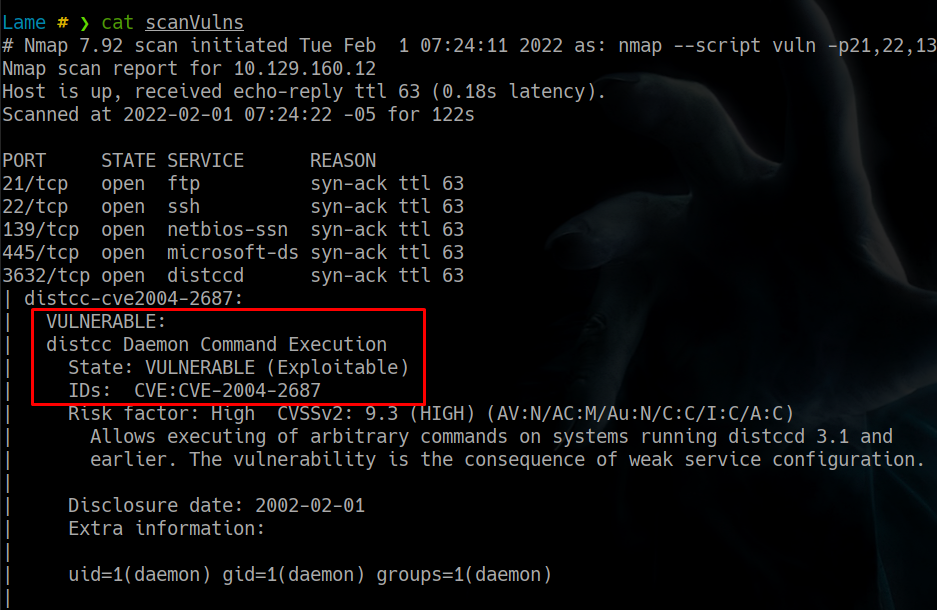 Lame # ❯ cat scanVulns
# Nmap 7.92 scan initiated Tue Feb  1 07:24:11 2022 as: nmap --script vuln -p21,22,13
Nmap scan report for 10.129.160.12
Host is up, received echo-reply ttl 63 (0.18s latency).
Scanned at 2022-02-01 07:24:22 -05 for 122s

PORT     STATE SERVICE      REASON
21/tcp   open  ftp          syn-ack ttl 63
22/tcp   open  ssh          syn-ack ttl 63
139/tcp  open  netbios-ssn  syn-ack ttl 63
445/tcp  open  microsoft-ds syn-ack ttl 63
3632/tcp open  distccd      syn-ack ttl 63
| distcc-cve2004-2687:
|   VULNERABLE:
|   distcc Daemon Command Execution
|     State: VULNERABLE (Exploitable)
|     IDs:  CVE:CVE-2004-2687
|     Risk factor: High  CVSSv2: 9.3 (HIGH) (AV:N/AC:M/Au:N/C:C/I:C/A:C)
|       Allows executing of arbitrary commands on systems running distccd 3.1 and
|       earlier. The vulnerability is the consequence of weak service configuration.
|
|     Disclosure date: 2002-02-01
|     Extra information:
|
|     uid=1(daemon) gid=1(daemon) groups=1(daemon)
|